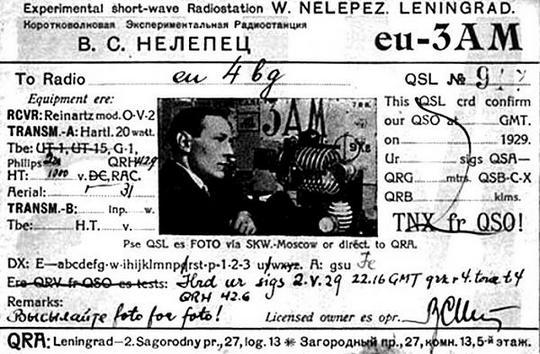 Experimental short-wave Radiostation W. NELEPEZ. LENINGRAD.
Коротковолновая Экспериментальная Радиостанция
В. С. НЕЛЕПЕЦ eu-3AM
To Radio eu 4bg QSL №
Equipment ere:
RCVR: Reinartz mod. O-V-2
TRANSM.-A: Hartl. 20 watt.
Tbe: UT-1, UT-15, G-1,
Philips QRH
HT: 1000 v. DC, RAC.
Aerial:
TRANSM.-B: inp. w.
Tbe: H.T. v.
3AM
This QSL crd confirm
our QSO at GMT.
on 1929.
Ur sigs QSA—
QRG mtrs. QSB-C-X
QRB klms.
TNX fr QSO!
Pse QSL es FOTO via SKW.-Moscow or dirėct. to QRA.
DX: E—abcdefg-w-ihijklmnp rst-p-1-2-3 A: gsu
Ere QRV fr QSO es tests: Hrd ur sigs 2.V.29 22.16 GMT
QRH 42.6
Remarks:
Высылайте foto for foto! Licensed owner es opr.
QRA: Leningrad—2. Sagorodny pr., 27, log. 13 ✳ Загородный пр., 27, комн. 13, 5-й этаж.